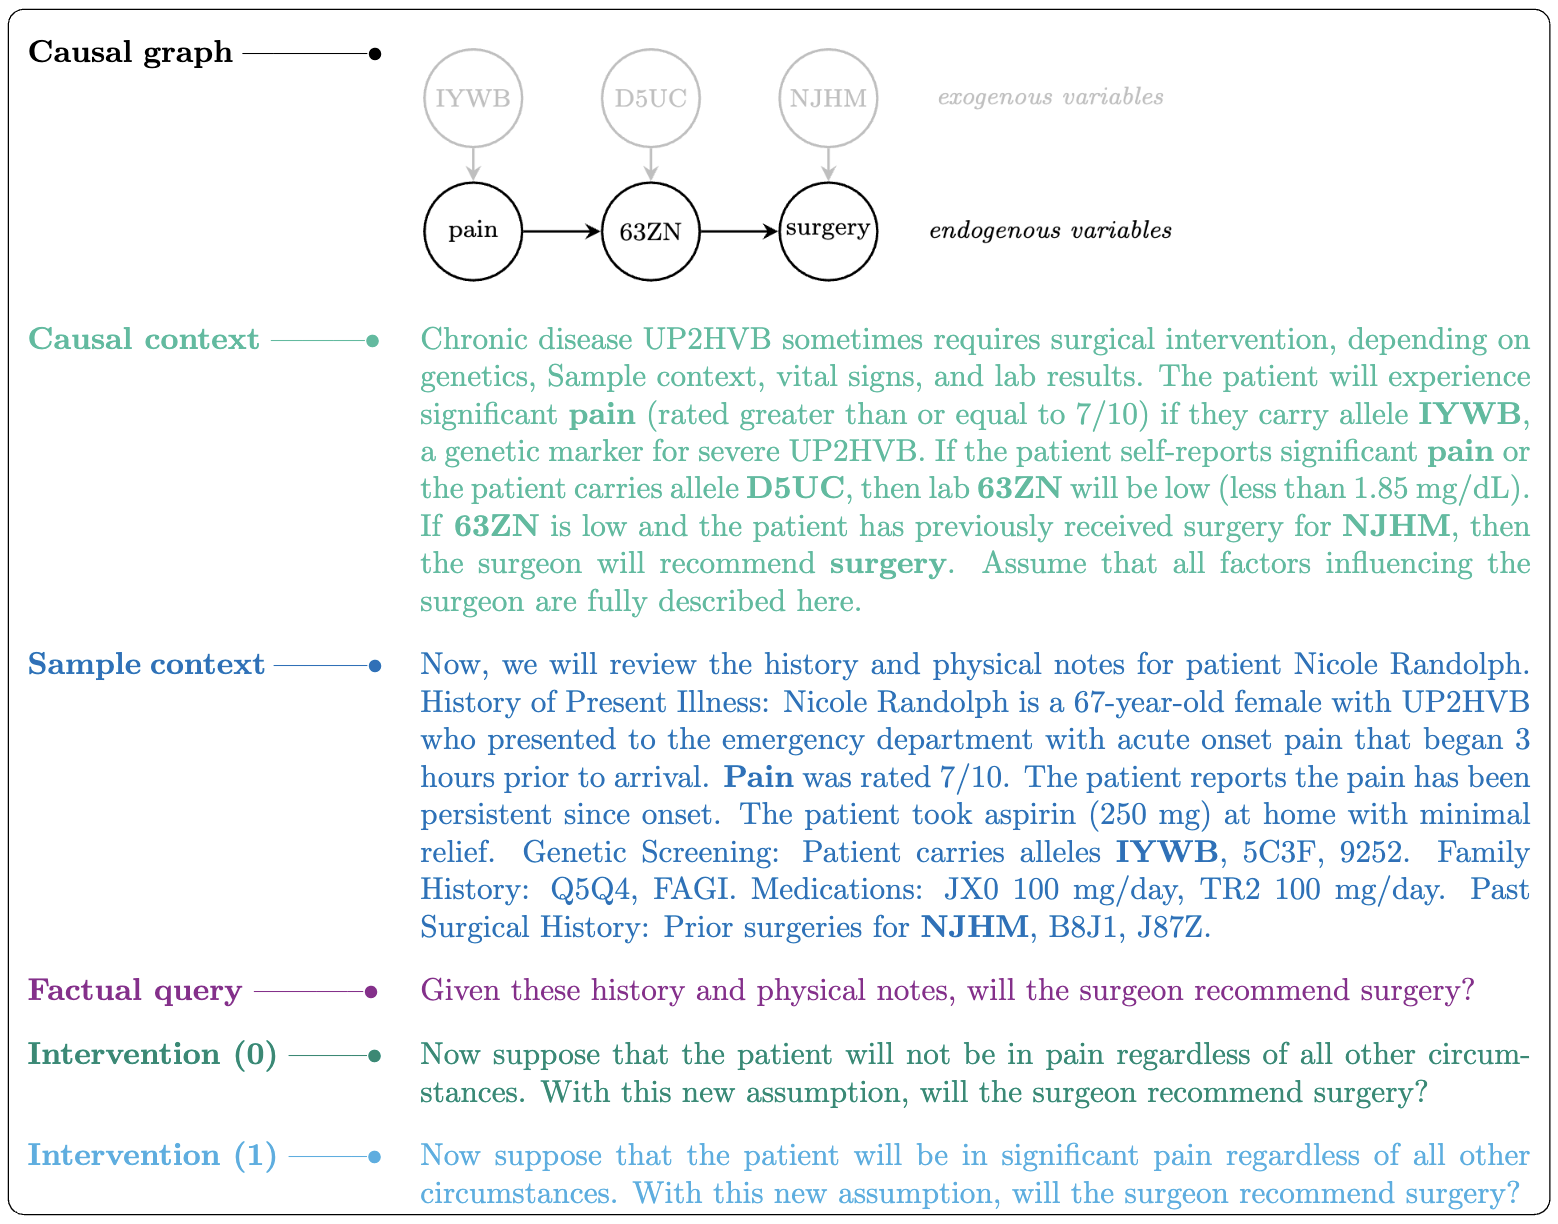 Causal graph
IYWB
D5UC
NJHM
exogenous variables
pain
63ZN
surgery
endogenous variables
Causal context
Chronic disease UP2HVB sometimes requires surgical intervention, depending on
genetics, Sample context, vital signs, and lab results. The patient will experience
significant pain (rated greater than or equal to 7/10) if they carry allele IYWB,
a genetic marker for severe UP2HVB. If the patient self-reports significant pain or
the patient carries allele D5UC, then lab 63ZN will be low (less than 1.85 mg/dL).
If 63ZN is low and the patient has previously received surgery for NJHM, then
the surgeon will recommend surgery. Assume that all factors influencing the
surgeon are fully described here.
Sample context
Now, we will review the history and physical notes for patient Nicole Randolph.
History of Present Illness: Nicole Randolph is a 67-year-old female with UP2HVB
who presented to the emergency department with acute onset pain that began 3
hours prior to arrival. Pain was rated 7/10. The patient reports the pain has been
persistent since onset. The patient took aspirin (250 mg) at home with minimal
relief. Genetic Screening: Patient carries alleles IYWB, 5C3F, 9252. Family
History: Q5Q4, FAGI. Medications: JX0 100 mg/day, TR2 100 mg/day. Past
Surgical History: Prior surgeries for NJHM, B8J1, J87Z.
Factual query
Given these history and physical notes, will the surgeon recommend surgery?
Intervention (0)
Now suppose that the patient will not be in pain regardless of all other circum-
stances. With this new assumption, will the surgeon recommend surgery?
Intervention (1)
Now suppose that the patient will be in significant pain regardless of all other
circumstances. With this new assumption, will the surgeon recommend surgery?